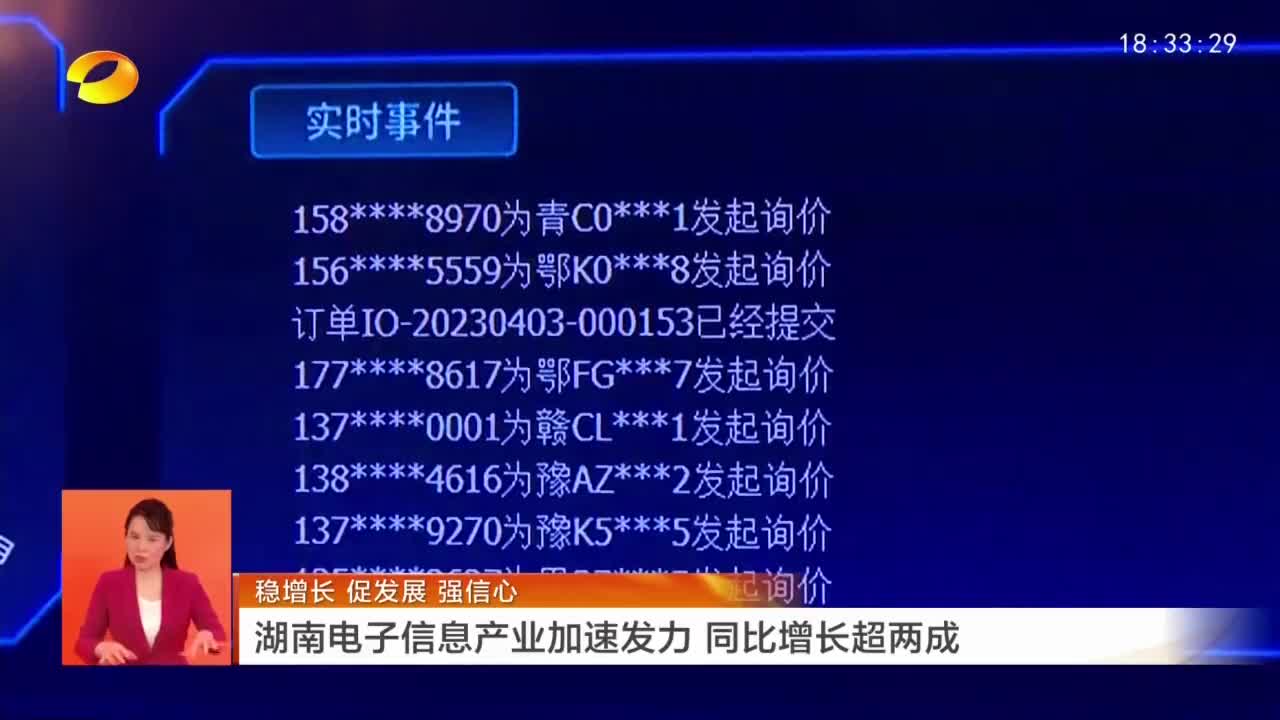 18:33:29
实时事件
158****8970为青C0***1发起询价
156****5559为鄂K0***8发起询价
订单IO-20230403-000153已经提交
177****8617为鄂FG***7发起询价
137****0001为赣CL***1发起询价
138****4616为豫AZ***2发起询价
137****9270为豫K5***5发起询价
发起询价
稳增长 促发展 强信心
湖南电子信息产业加速发力 同比增长超两成